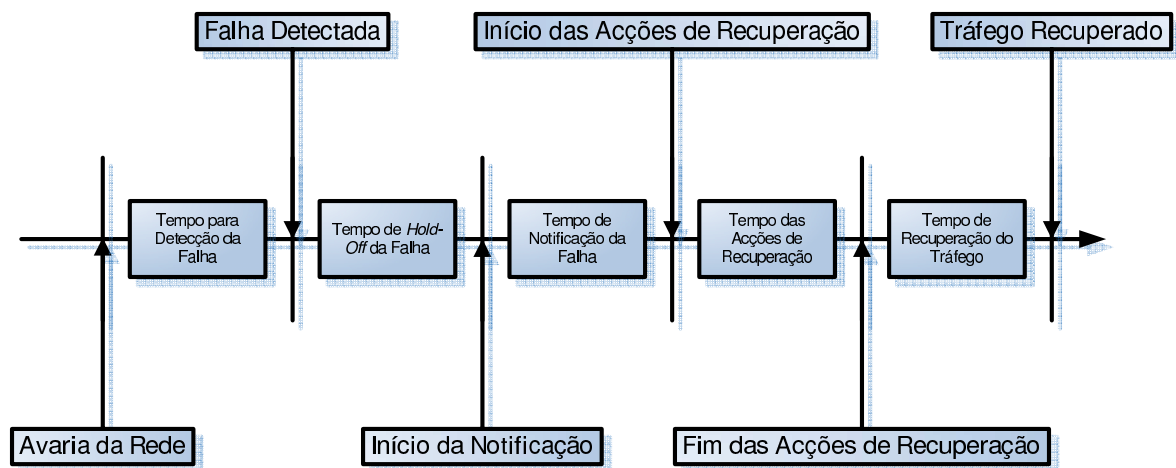 Falha Detectada
Início das Acções de Recuperação
Tráfego Recuperado
Tempo para
Detecção da
Falha
Tempo de Hold-
Off da Falha
Tempo de
Notificação da
Falha
Tempo das
Acções de
Recuperação
Tempo de
Recuperação do
Tráfego
Avaria da Rede
Início da Notificação
Fim das Acções de Recuperação